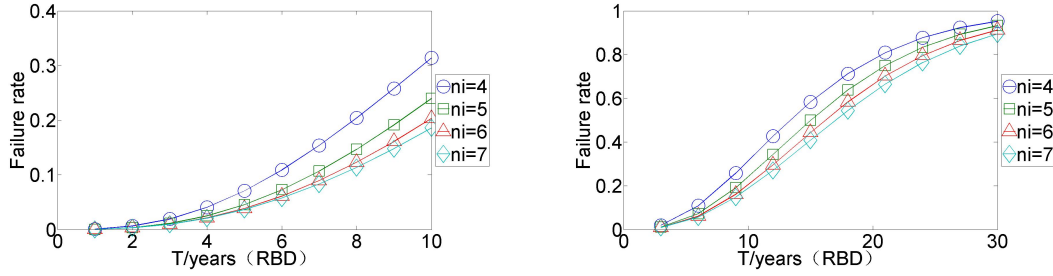 0.4
0.3
0.2
0.1
0
Failure rate
0 2 4 6 8 10
T/years（RBD）
ni=4
ni=5
ni=6
ni=7
1
0.8
0.6
0.4
0.2
0
Failure rate
0 10 20 30
T/years（RBD）
ni=4
ni=5
ni=6
ni=7